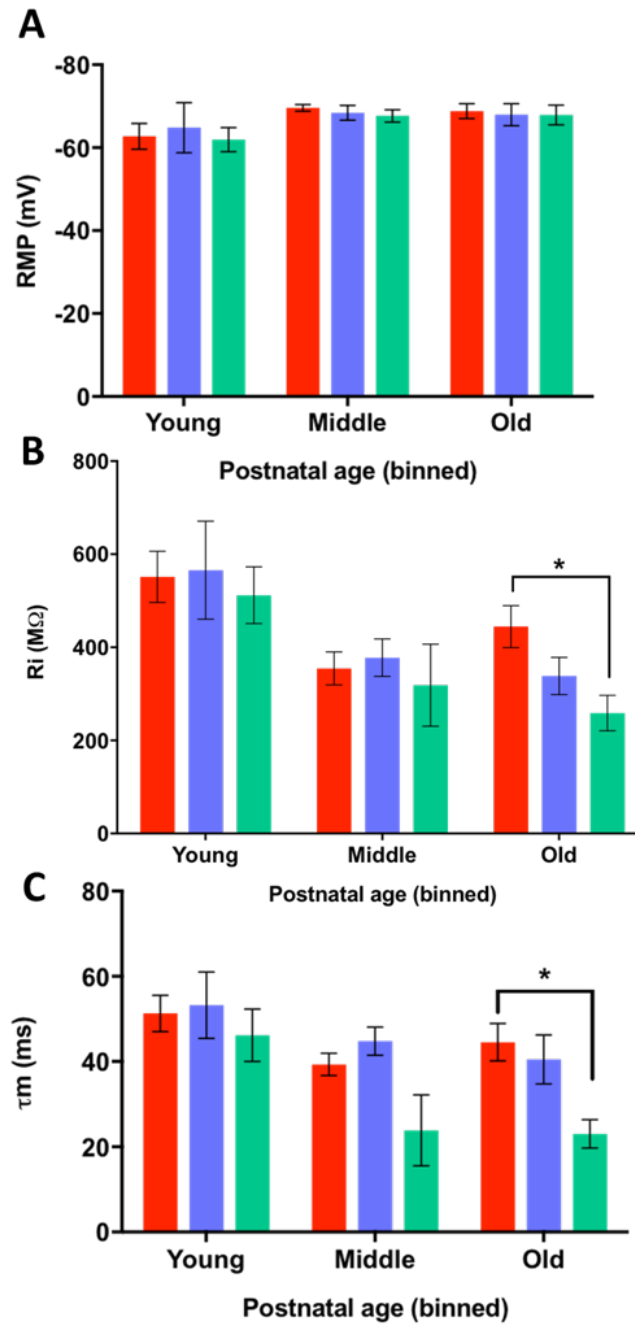 A
-80
-60
-40
-20
0
RMP (mV)
Young Middle Old
Postnatal age (binned)
B
800
600
400
200
0
Ri (MΩ)
*
Young Middle Old
Postnatal age (binned)
C
80
60
40
20
0
τm (ms)
*
Young Middle Old
Postnatal age (binned)